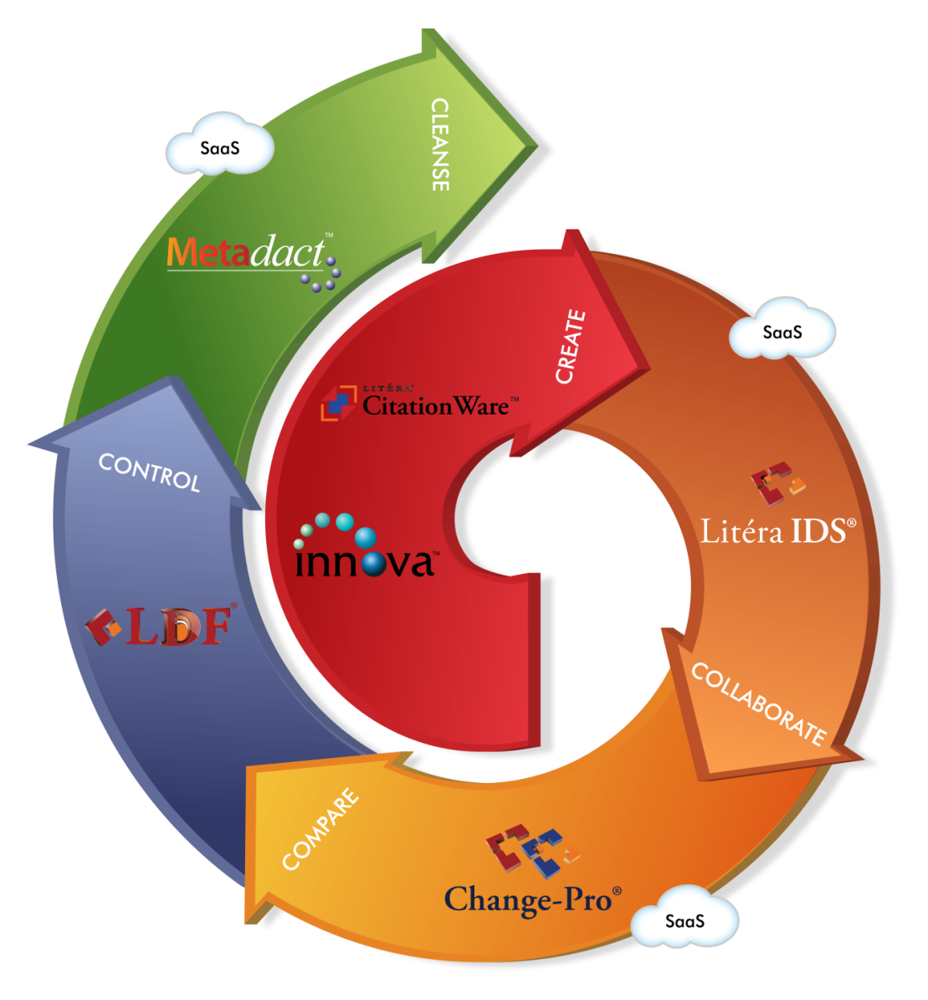 CLEANSE
SaaS
Metadact™
CREATE
SaaS
LITÉRA®
CitationWare™
CONTROL
Litéra IDS®
innova™
LDF®
COLLABORATE
COMPARE
Change-Pro®
SaaS